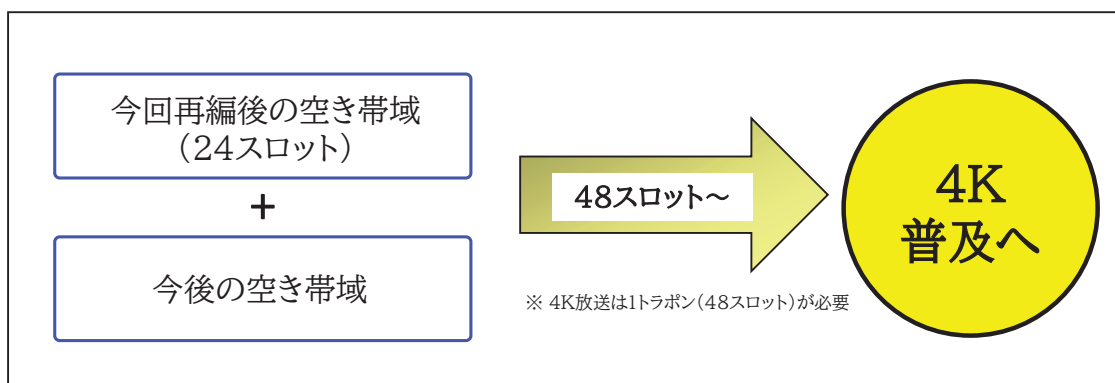 今回再編後の空き帯域
（24スロット）
+
今後の空き帯域
48スロット～
※ 4K放送は1トラポン（48スロット）が必要
4K
普及へ